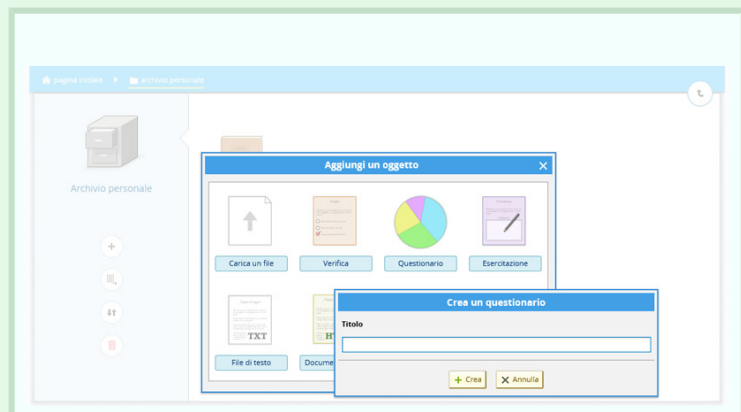 pagina iniziale
archivio personale
Archivio personale
Aggiungi un oggetto
Carica un file
Verifica
Questionario
Esercitazione
TXT
File di testo
Docume
Crea un questionario
Titolo
Crea
Annulla